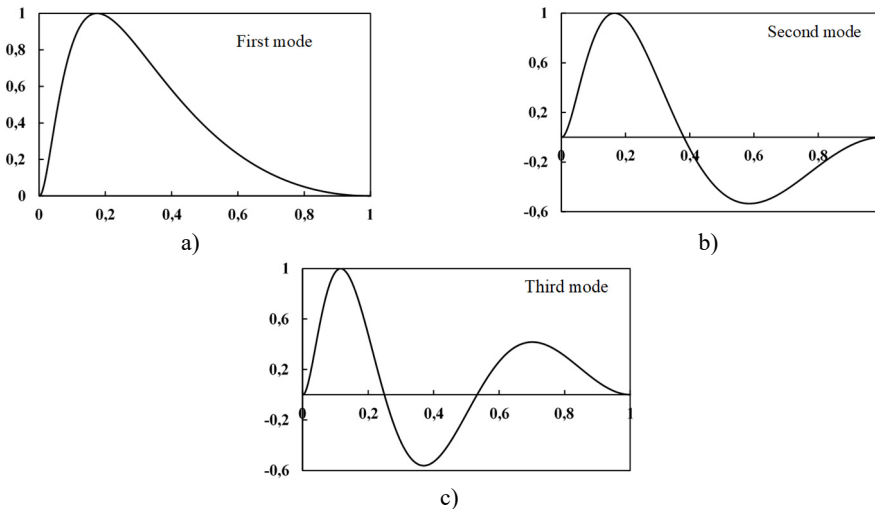 First mode
1
0,8
0,6
0,4
0,2
0
0 0,2 0,4 0,6 0,8 1
a)
Second mode
1
0,6
0,2
-0,2
-0,6
0 0,2 0,4 0,6 0,8
b)
Third mode
1
0,6
0,2
-0,2
-0,6
0 0,2 0,4 0,6 0,8 1
c)